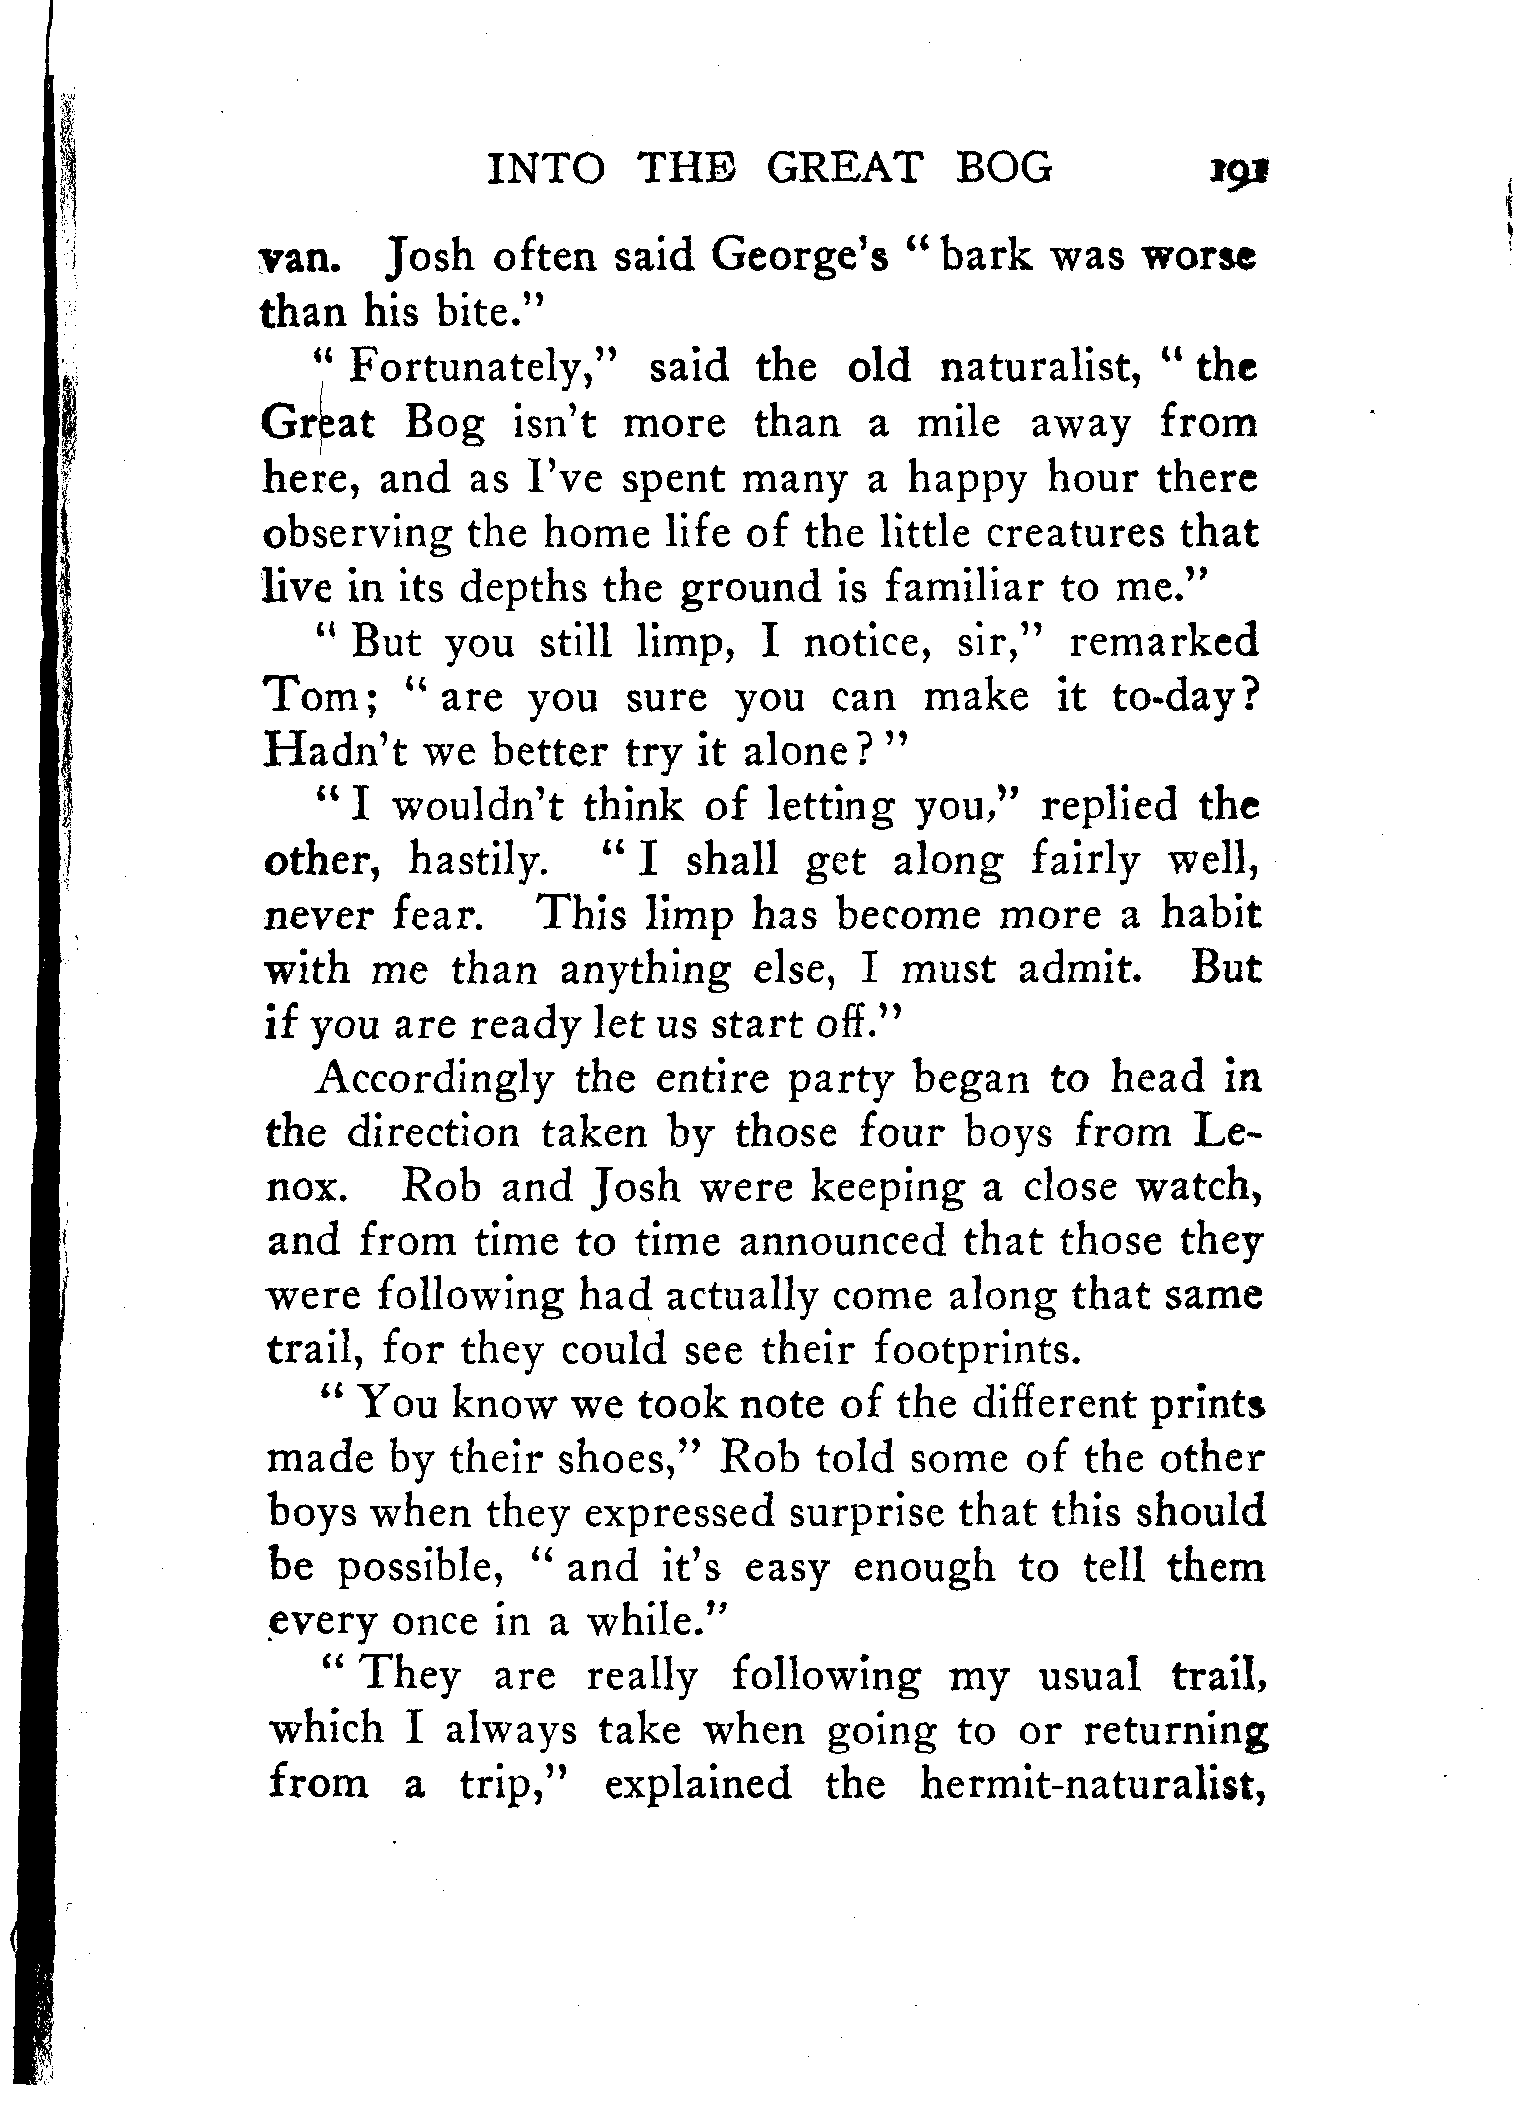 INTO THE GREAT BOG 191
van. Josh often said George's "bark was worse
than his bite."
"Fortunately," said the old naturalist, "the
Great Bog isn't more than a mile away from
here, and as I've spent many a happy hour there
observing the home life of the little creatures that
live in its depths the ground is familiar to me."
"But you still limp, I notice, sir," remarked
Tom; "are you sure you can make it to-day?
Hadn't we better try it alone?"
"I wouldn't think of letting you," replied the
other, hastily. "I shall get along fairly well,
never fear. This limp has become more a habit
with me than anything else, I must admit. But
if you are ready let us start off."
Accordingly the entire party began to head in
the direction taken by those four boys from Le-
nox. Rob and Josh were keeping a close watch,
and from time to time announced that those they
were following had actually come along that same
trail, for they could see their footprints.
"You know we took note of the different prints
made by their shoes," Rob told some of the other
boys when they expressed surprise that this should
be possible, "and it's easy enough to tell them
every once in a while."
"They are really following my usual trail,
which I always take when going to or returning
from a trip," explained the hermit-naturalist,